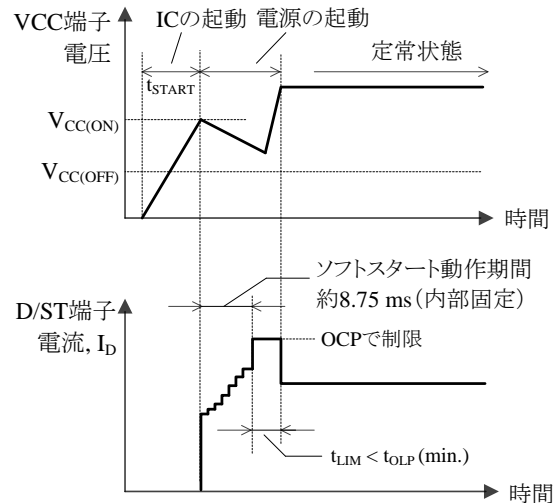 VCC端子
電圧
ICの起動
電源の起動
定常状態
tSTART
VCC(ON)
VCC(OFF)
時間
ソフトスタート動作期間
約8.75 ms（内部固定）
D/ST端子
電流, ID
OCPで制限
tLIM < tOLP (min.)
時間